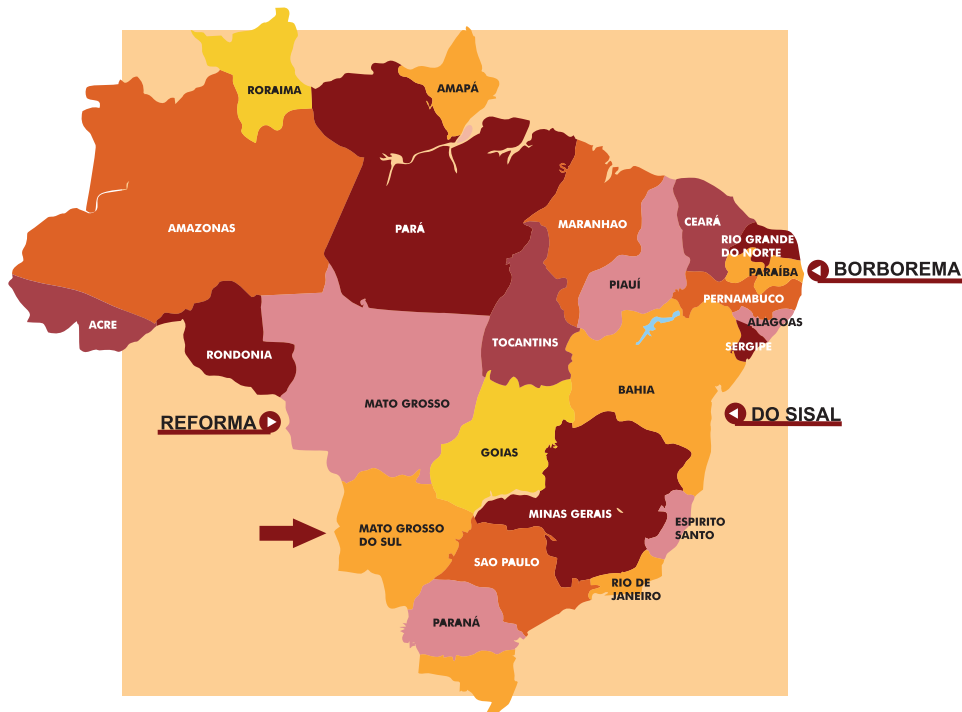 RORAIMA
AMAPÁ
AMAZONAS
PARÁ
S
MARANHAO
CEARÁ
RIO GRANDE
DO NORTE
PARAÍBA
BORBOREMA
PIAUÍ
PERNAMBUCO
ALAGOAS
SERGIPE
ACRE
RONDONIA
TOCANTINS
BAHIA
MATO GROSSO
REFORMA
DO SISAL
GOIAS
MINAS GERAIS
ESPIRITO
SANTO
MATO GROSSO
DO SUL
SAO PAULO
RIO DE
JANEIRO
PARANÁ